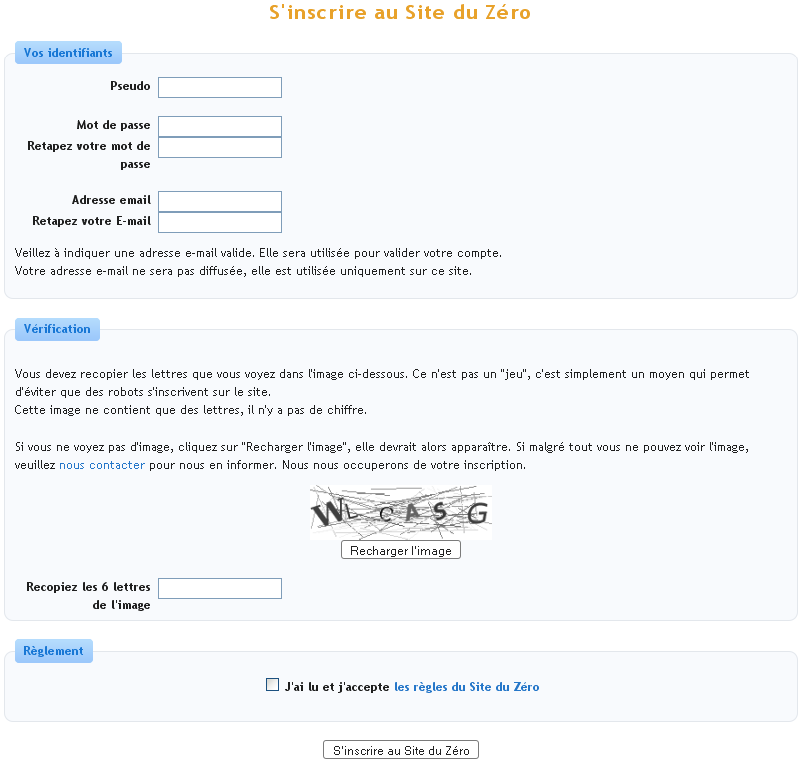 S'inscrire au Site du Zéro
Vos identifiants
Pseudo
Mot de passe
Retapez votre mot de
passe
Adresse email
Retapez votre E-mail
Veillez à indiquer une adresse e-mail valide. Elle sera utilisée pour valider votre compte.
Votre adresse e-mail ne sera pas diffusée, elle est utilisée uniquement sur ce site.
Vérification
Vous devez recopier les lettres que vous voyez dans l'image ci-dessous. Ce n'est pas un "jeu", c'est simplement un moyen qui permet
d'éviter que des robots s'inscrivent sur le site.
Cette image ne contient que des lettres, il n'y a pas de chiffre.
Si vous ne voyez pas d'image, cliquez sur "Recharger l'image", elle devrait alors apparaître. Si malgré tout vous ne pouvez voir l'image,
veuillez nous contacter pour nous en informer. Nous nous occuperons de votre inscription.
WLCASG
Recharger l'image
Recopiez les 6 lettres
de l'image
Règlement
J'ai lu et j'accepte les règles du Site du Zéro
S'inscrire au Site du Zéro